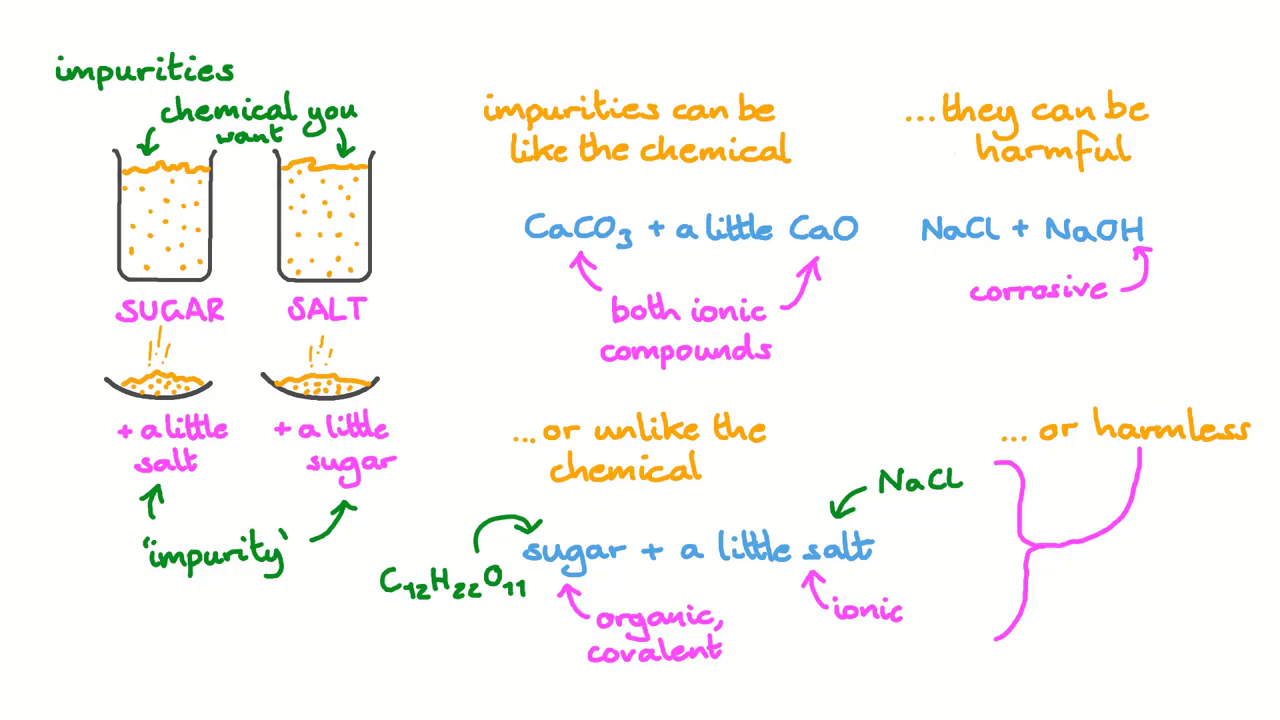 impurities
chemical you
want
SUGAR
SALT
+ a little
salt
+ a little
sugar
'impurity'
impurities can be
like the chemical
CaCO₃ + a little CaO
both ionic
compounds
...they can be
harmful
NaCl + NaOH
corrosive
...or unlike the
chemical
NaCl
sugar + a little salt
C₁₂H₂₂O₁₁
organic,
covalent
ionic
... or harmless